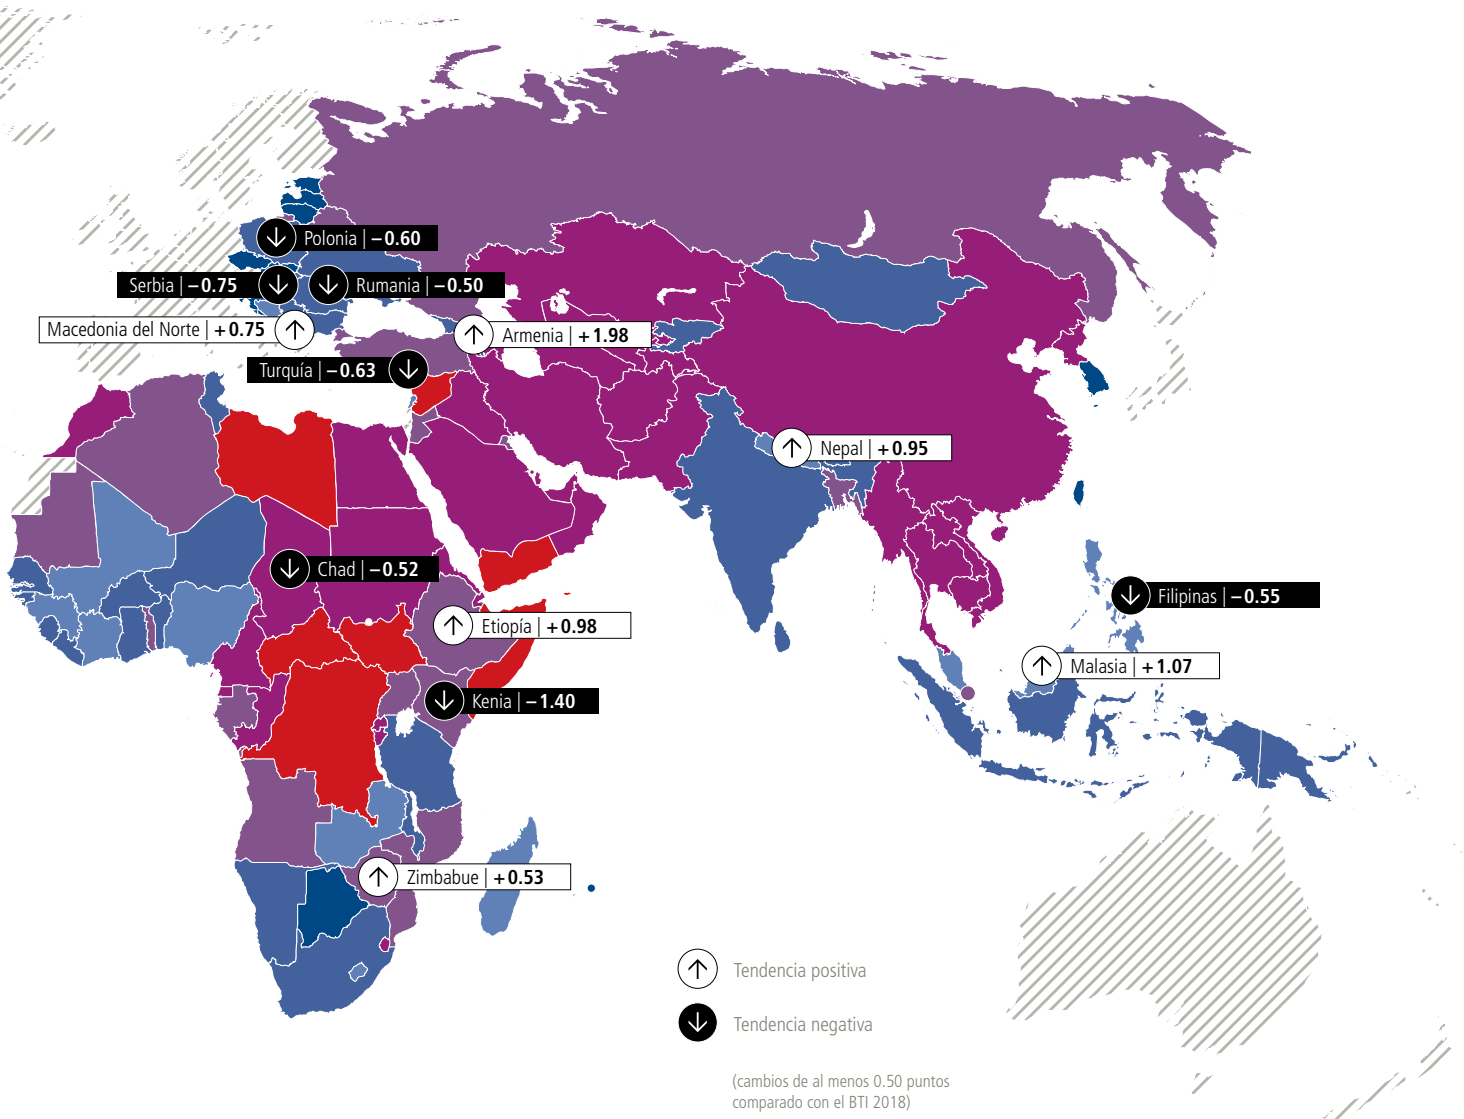 Polonia | –0.60
Serbia | –0.75
Rumania | –0.50
Macedonia del Norte | +0.75
Armenia | +1.98
Turquía | –0.63
Nepal | +0.95
Chad | –0.52
Filipinas | –0.55
Etiopía | +0.98
Malasia | +1.07
Kenia | –1.40
Zimbabue | +0.53
Tendencia positiva
Tendencia negativa
(cambios de al menos 0.50 puntos
comparado con el BTI 2018)